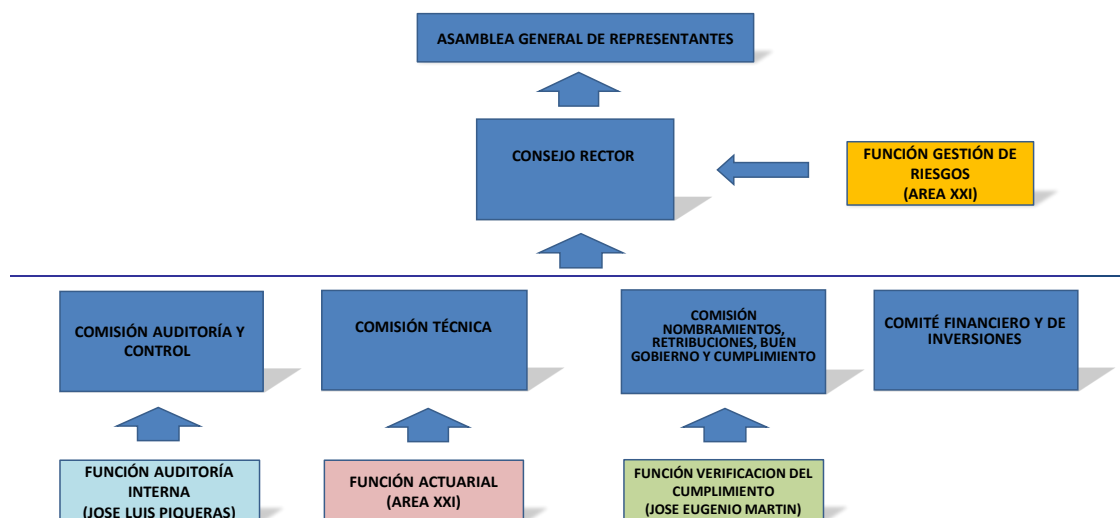 ASAMBLEA GENERAL DE REPRESENTANTES
CONSEJO RECTOR
FUNCIÓN GESTIÓN DE
RIESGOS
(AREA XXI)
COMISIÓN AUDITORÍA Y
CONTROL
COMISIÓN TÉCNICA
COMISIÓN
NOMBRAMIENTOS,
RETRIBUCIONES, BUEN
GOBIERNO Y CUMPLIMIENTO
COMITÉ FINANCIERO Y DE
INVERSIONES
FUNCIÓN AUDITORÍA
INTERNA
(JOSE LUIS PIQUERAS)
FUNCIÓN ACTUARIAL
(AREA XXI)
FUNCIÓN VERIFICACION DEL
CUMPLIMIENTO
(JOSE EUGENIO MARTIN)